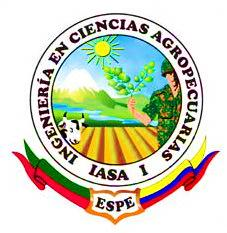 INGENIERÍA EN CIENCIAS AGROPECUARIAS
IASA I
ESPE